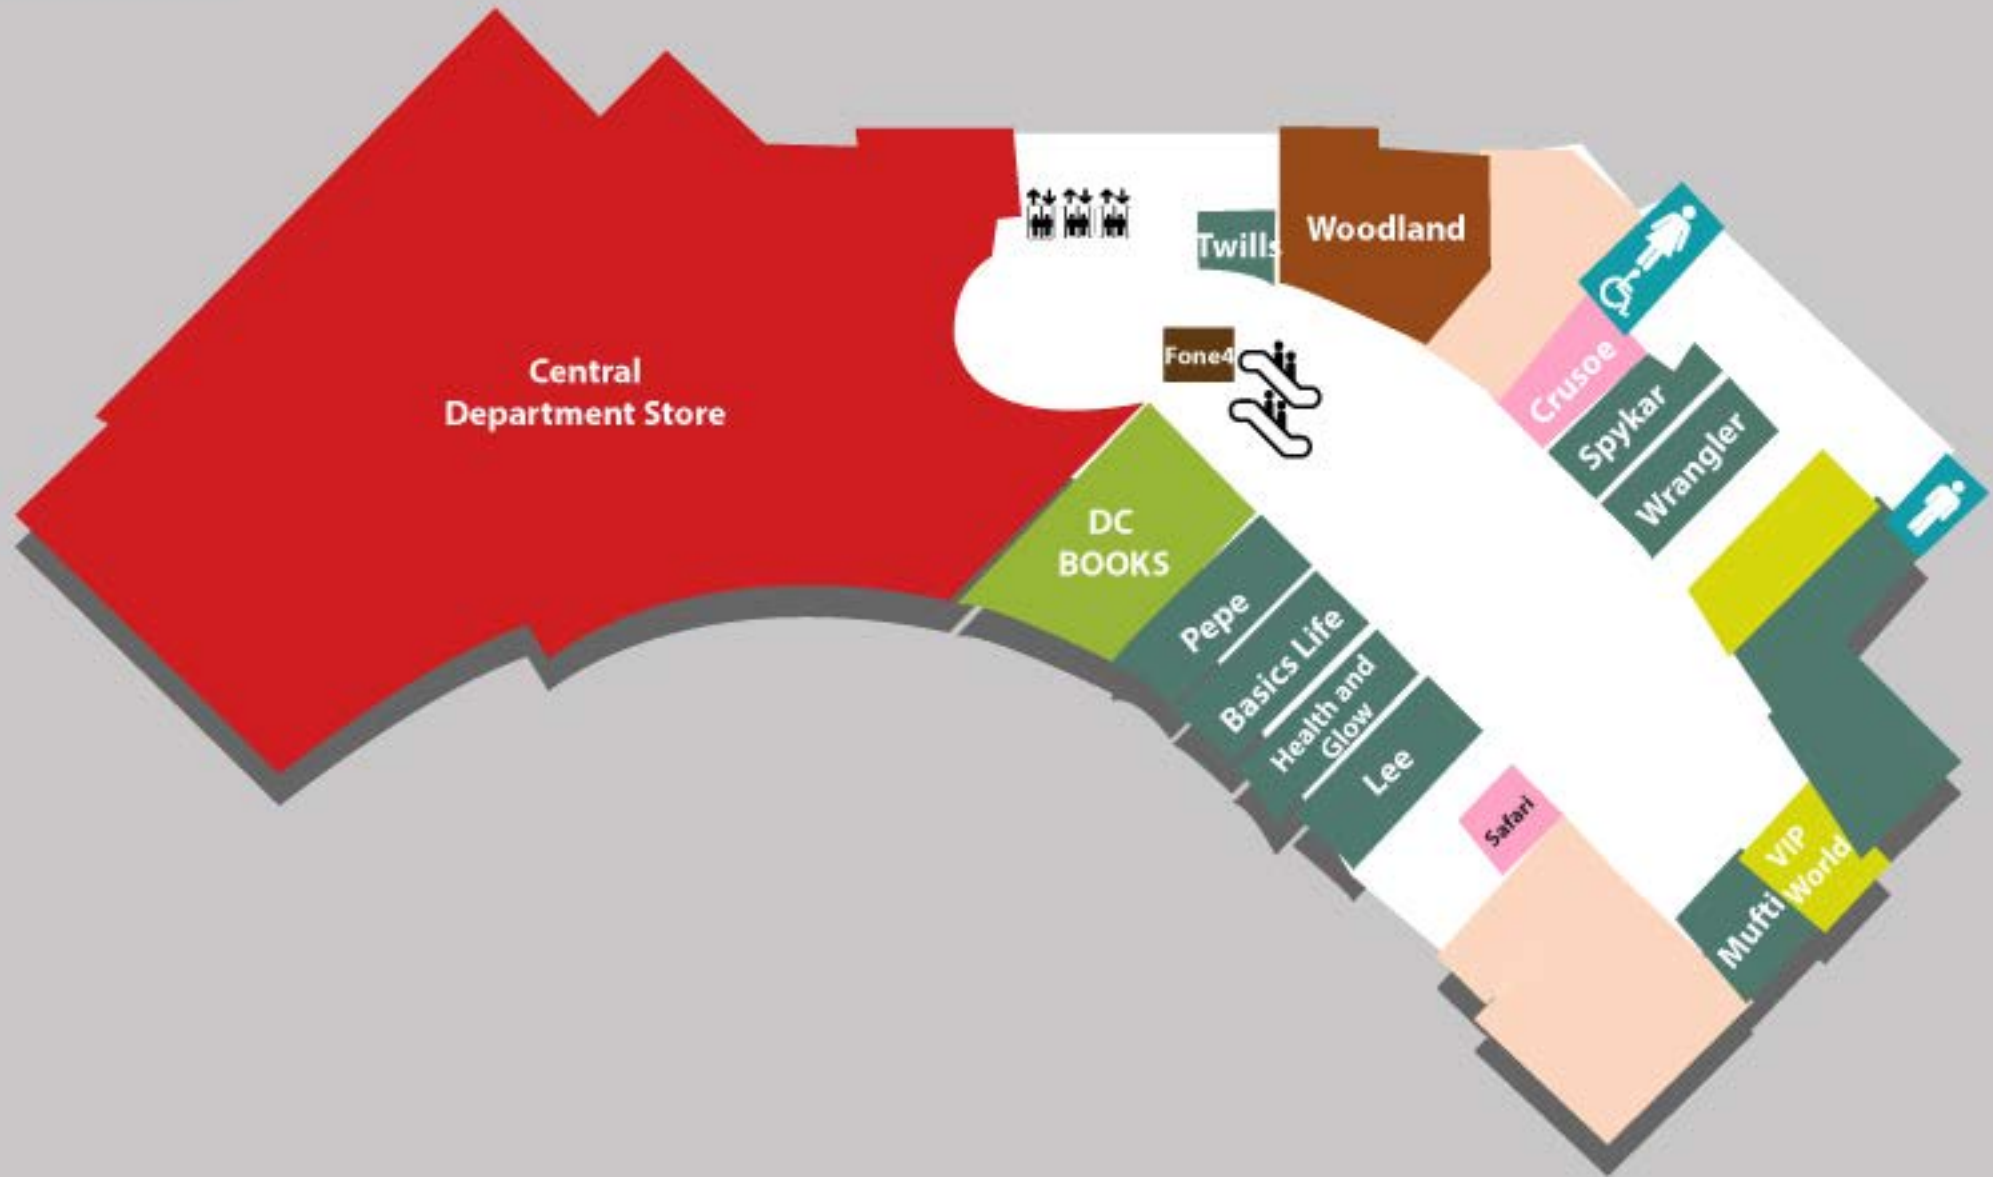 Central
Department Store
Twills
Woodland
Fone4
Crusoe
Spykar
Wrangler
DC
BOOKS
Pepe
Basics Life
Health and
Glow
Lee
Safari
VIP
World
Mufti